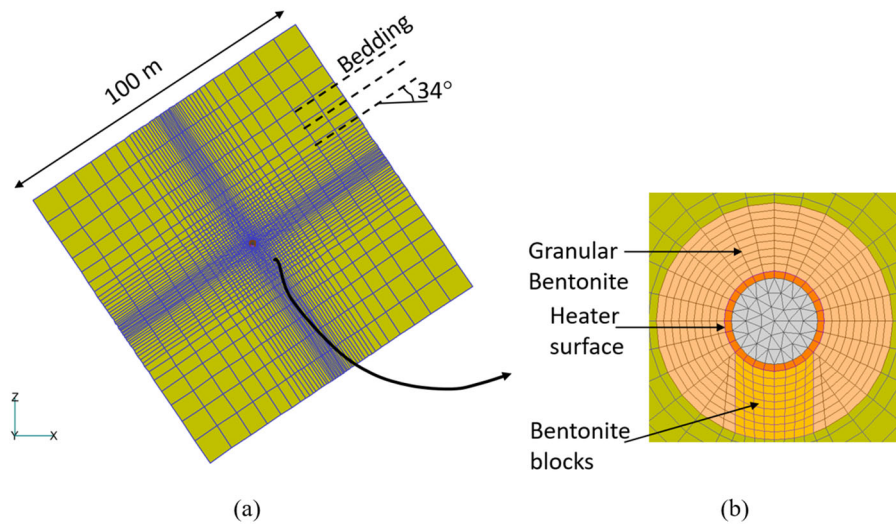 100 m
Bedding
34°
Z
Y
X
Granular
Bentonite
Heater
surface
Bentonite
blocks
(a)
(b)